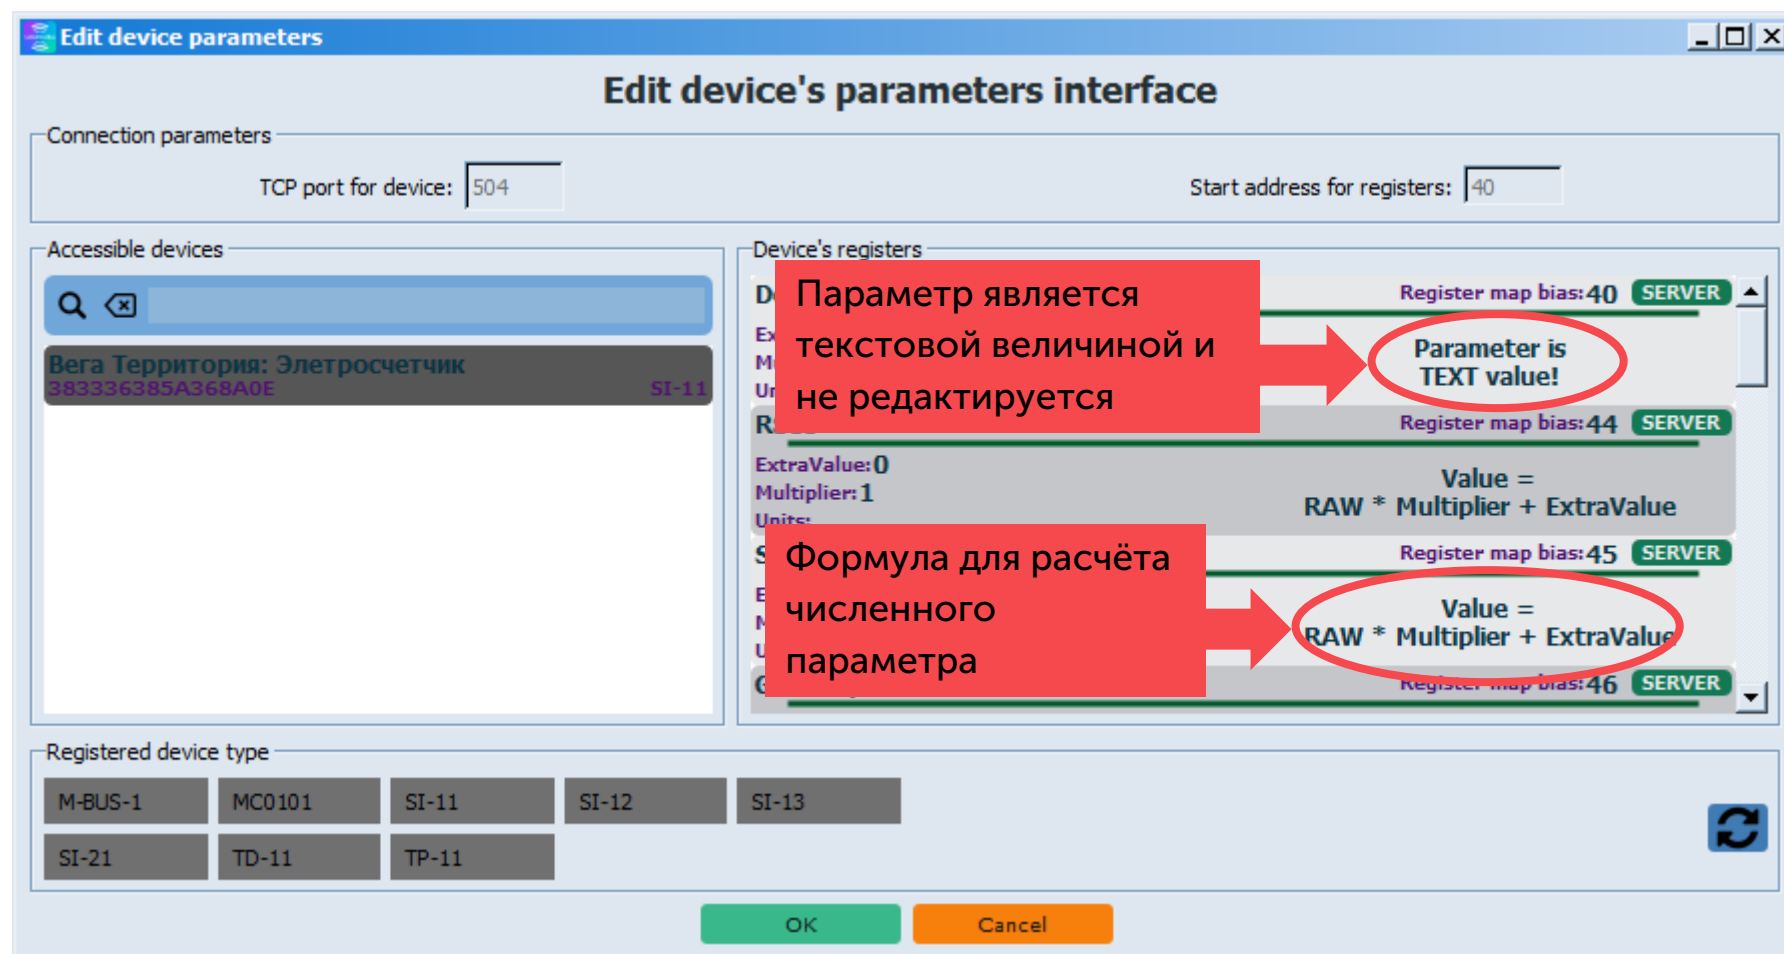 Edit device parameters
Edit device's parameters interface
Connection parameters
TCP port for device: 504
Start address for registers: 40
Accessible devices
Вега Территория: Элетросчетчик
383336385A368A0E SI-11
Device's registers
Register map bias:40 SERVER
Parameter is
TEXT value!
Параметр является
текстовой величиной и
не редактируется
Register map bias:44 SERVER
ExtraValue:0
Multiplier:1
Units:
Value =
RAW * Multiplier + ExtraValue
Register map bias:45 SERVER
Value =
RAW * Multiplier + ExtraValue
Формула для расчёта
численного
параметра
Register map bias:46 SERVER
Registered device type
M-BUS-1 MC0101 SI-11 SI-12 SI-13
SI-21 TD-11 TP-11
OK Cancel